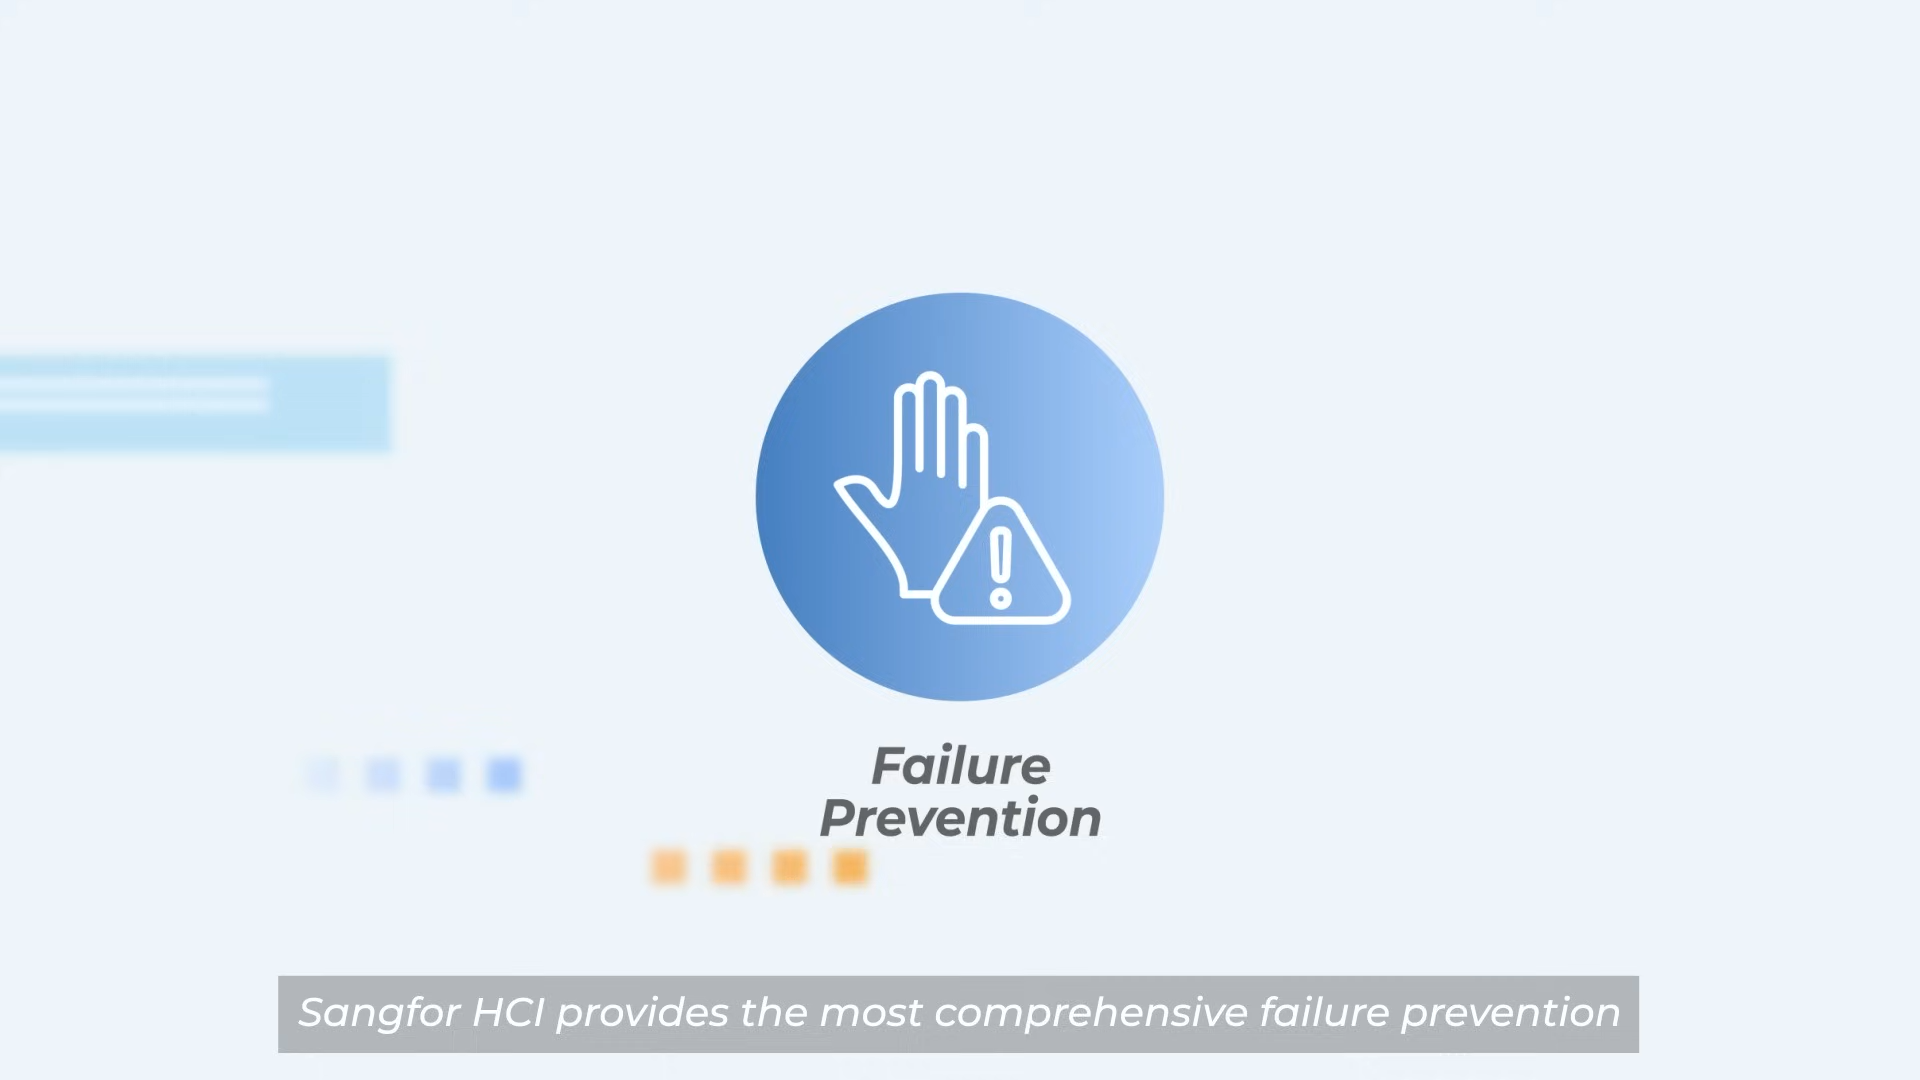 Failure
Prevention
Sangfor HCI provides the most comprehensive failure prevention